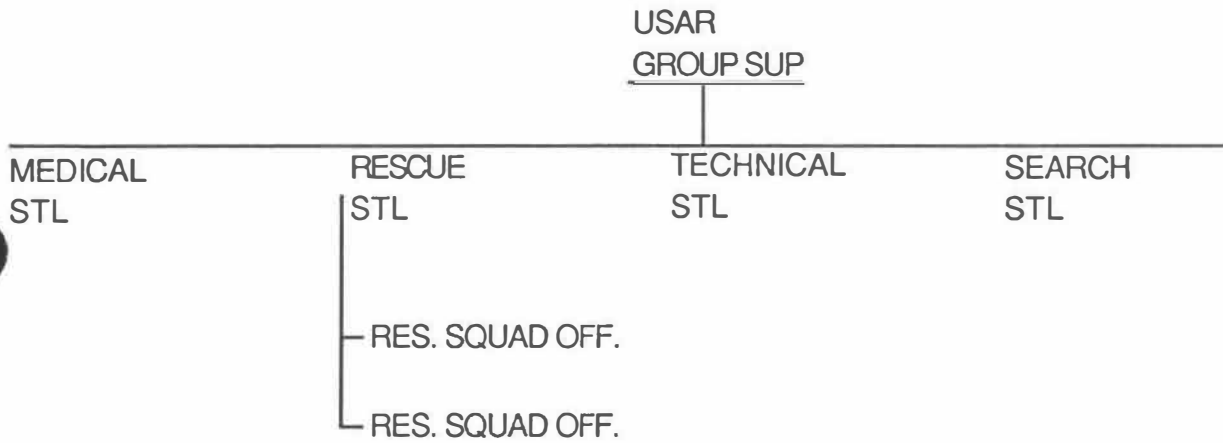 USAR
GROUP SUP
MEDICAL
STL
RESCUE
STL
TECHNICAL
STL
SEARCH
STL
RES. SQUAD OFF.
RES. SQUAD OFF.